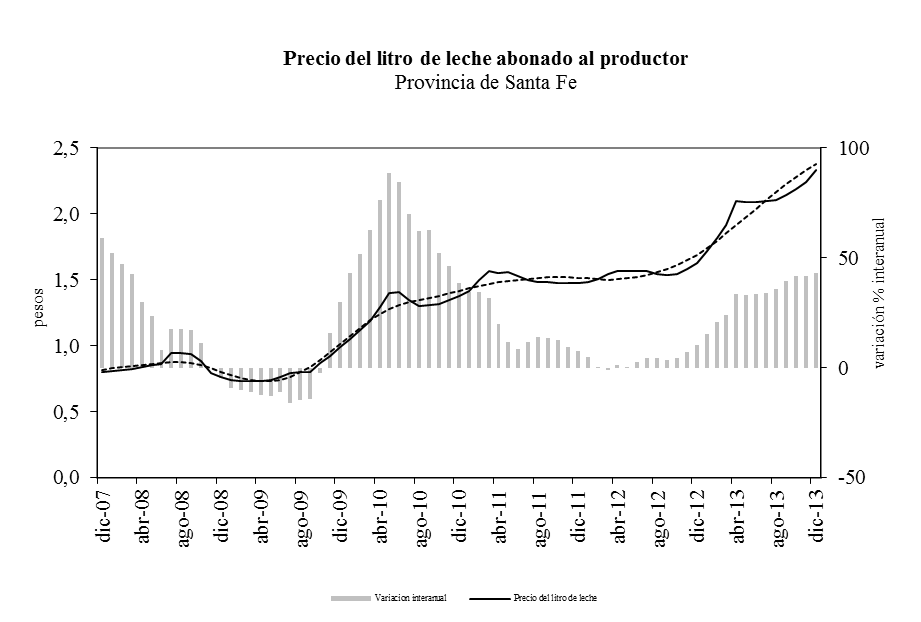 Precio del litro de leche abonado al productor
Provincia de Santa Fe
2,5
2,0
1,5
1,0
0,5
0,0
pesos
100
50
0
-50
variación % interanual
dic-07
abr-08
ago-08
dic-08
abr-09
ago-09
dic-09
abr-10
ago-10
dic-10
abr-11
ago-11
dic-11
abr-12
ago-12
dic-12
abr-13
ago-13
dic-13
Variacion interanual
Precio del litro de leche